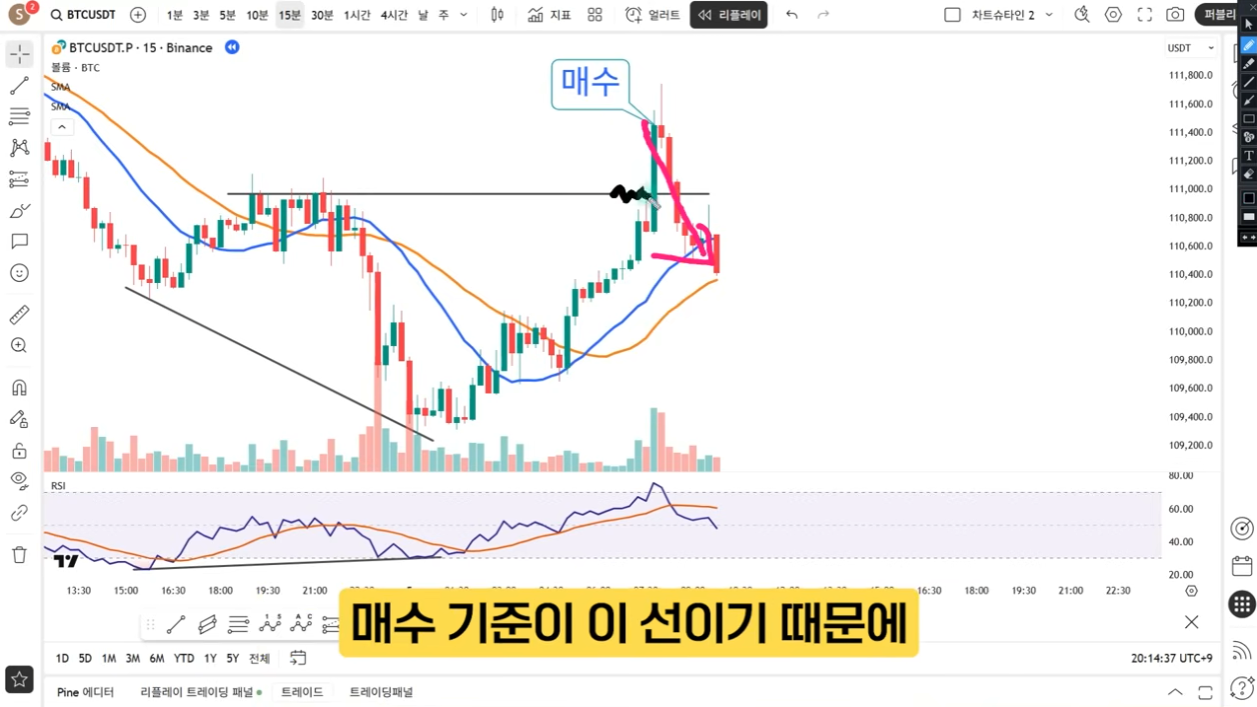 S 2 BTCUSDT 1분 3분 5분 10분 15분 30분 1시간 4시간 날 주 지표 얼러트 리플레이 차트슈타인 2 퍼블리
BTCUSDT.P · 15 · Binance
볼륨 · BTC
SMA
SMA
매수
USDT
111,800.0
111,600.0
111,400.0
111,200.0
111,000.0
110,800.0
110,600.0
110,400.0
110,200.0
110,000.0
109,800.0
109,600.0
109,400.0
109,200.0
RSI
80.00
60.00
40.00
20.00
13:30 15:00 16:30 18:00 19:30 21:00 16:30 18:00 19:30 21:00 22:30
매수 기준이 이 선이기 때문에
1D 5D 1M 3M 6M YTD 1Y 5Y 전체
20:14:37 UTC+9
Pine 에디터 리플레이 트레이딩 패널 트레이드 트레이딩패널